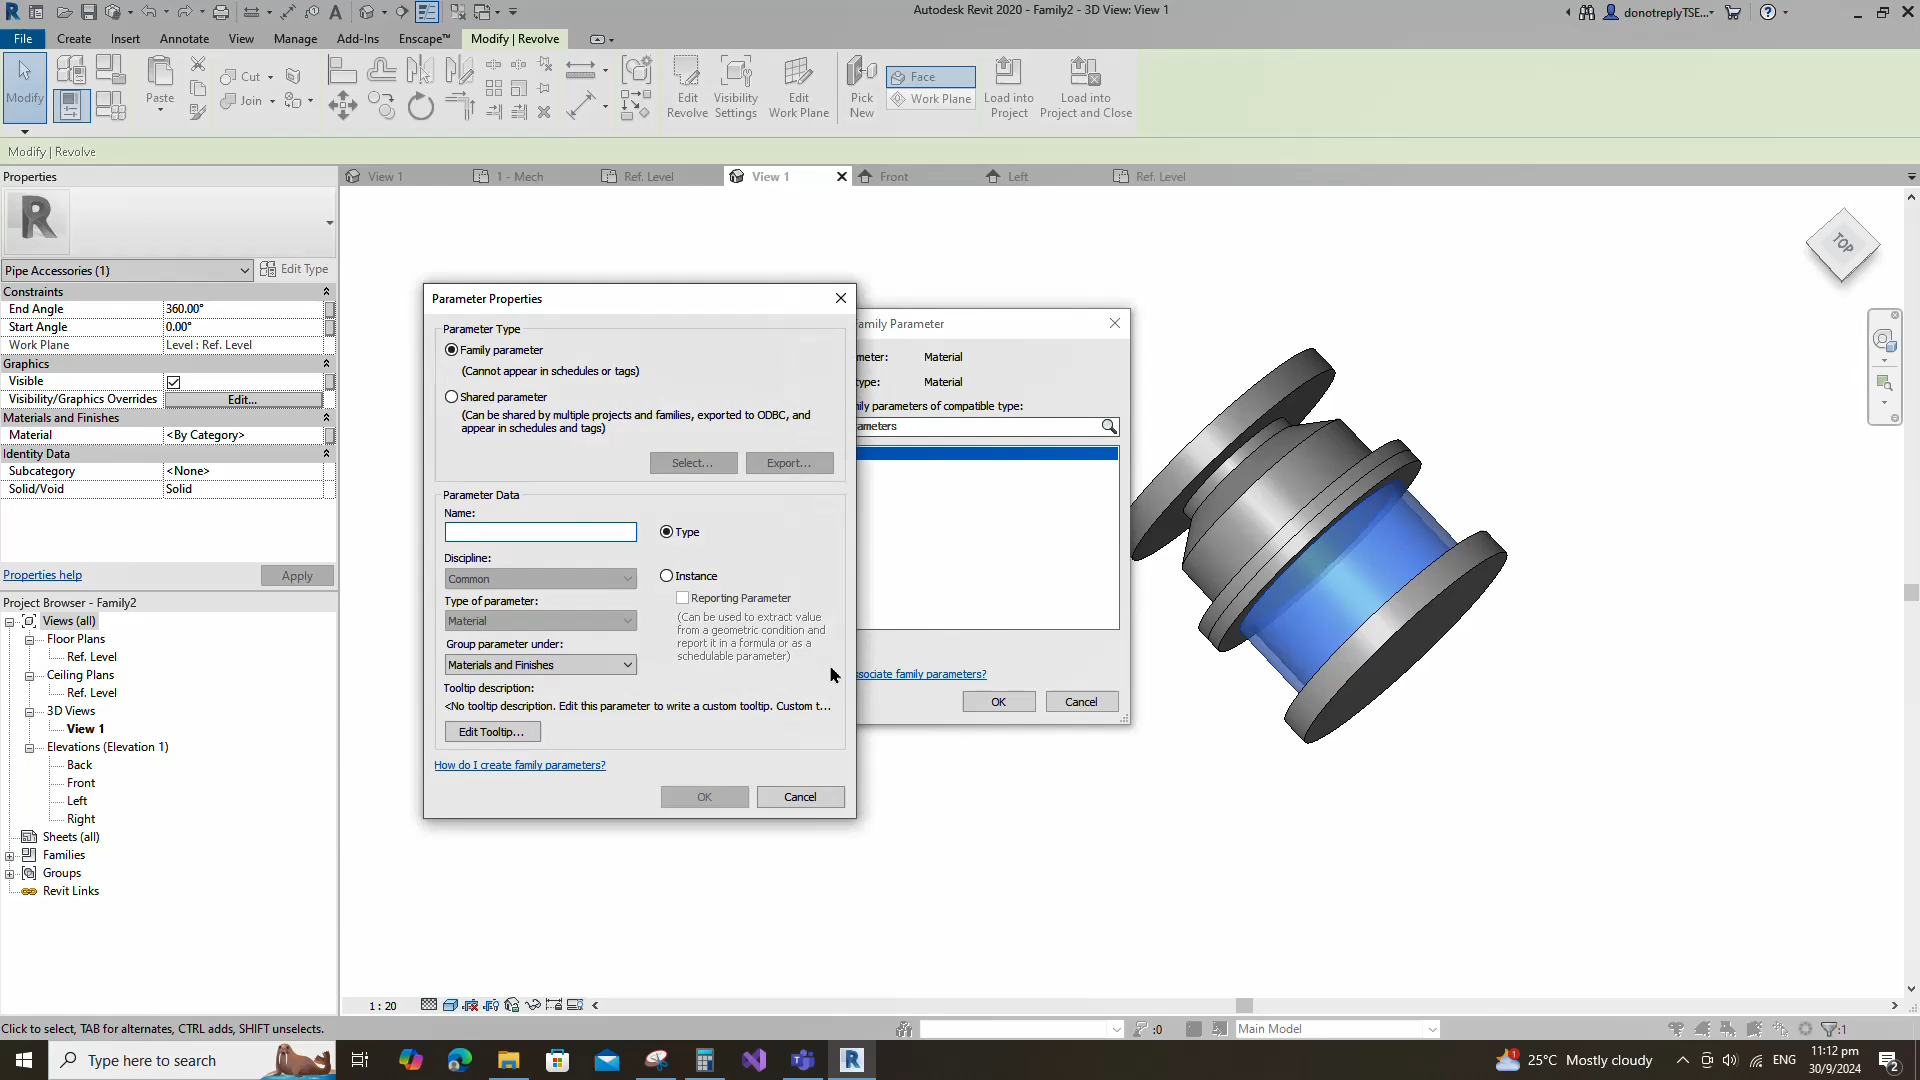 Autodesk Revit 2020 - Family2 - 3D View: View 1
donotreplyTSE...
File
Create
Insert
Annotate
View
Manage
Add-Ins
Enscape™
Modify | Revolve
Modify
Paste
Cut
Join
Edit
Revolve
Visibility
Settings
Edit
Work Plane
Pick
New
Face
Work Plane
Load into
Project
Load into
Project and Close
Modify | Revolve
Properties
View 1
1 - Mech
Ref. Level
View 1
Front
Left
Ref. Level
Pipe Accessories (1)
Edit Type
Constraints
End Angle 360.00°
Start Angle 0.00°
Work Plane Level : Ref. Level
Graphics
Visible
Visibility/Graphics Overrides Edit...
Materials and Finishes
Material <By Category>
Identity Data
Subcategory <None>
Solid/Void Solid
Properties help
Apply
Project Browser - Family2
Views (all)
Floor Plans
Ref. Level
Ceiling Plans
Ref. Level
3D Views
View 1
Elevations (Elevation 1)
Back
Front
Left
Right
Sheets (all)
Families
Groups
Revit Links
Parameter Properties
Parameter Type
Family parameter
(Cannot appear in schedules or tags)
Shared parameter
(Can be shared by multiple projects and families, exported to ODBC, and
appear in schedules and tags)
Select...
Export...
Parameter Data
Name:
Type
Discipline:
Common
Instance
Type of parameter:
Reporting Parameter
Material
(Can be used to extract value
from a geometric condition and
report it in a formula or as a
schedulable parameter)
Group parameter under:
Materials and Finishes
Tooltip description:
<No tooltip description. Edit this parameter to write a custom tooltip. Custom t...
Edit Tooltip...
How do I create family parameters?
OK
Cancel
Family Parameter
meter: Material
type: Material
ily parameters of compatible type:
ameters
ssociate family parameters?
OK
Cancel
TOP
1 : 20
Click to select, TAB for alternates, CTRL adds, SHIFT unselects.
:0
Main Model
:1
Type here to search
25°C Mostly cloudy
ENG
11:12 pm
30/9/2024